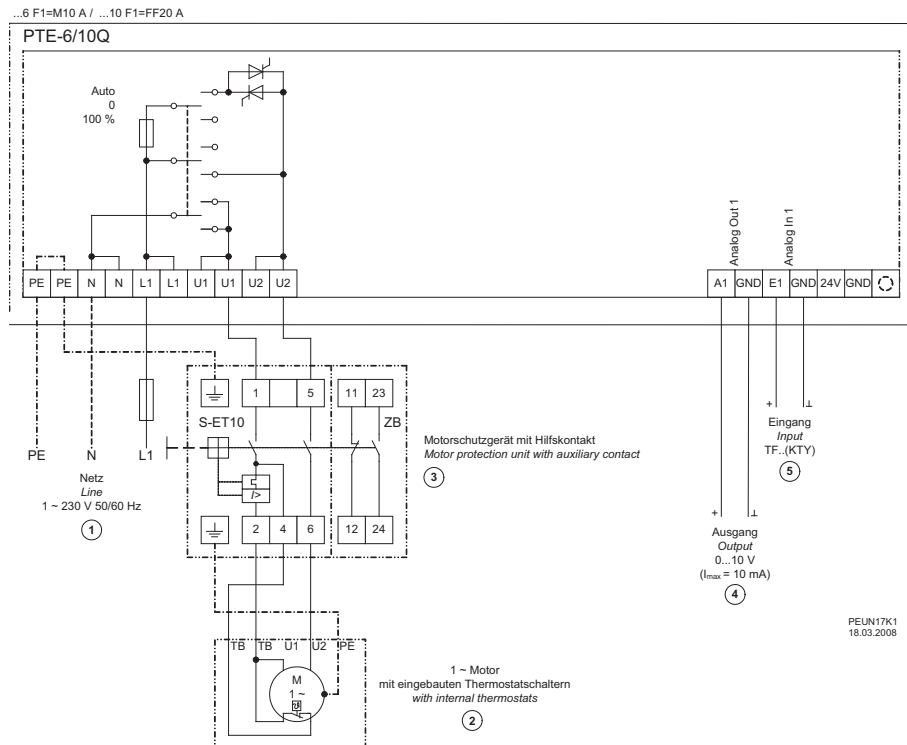 ...6 F1=M10 A / ...10 F1=FF20 A
PTE-6/10Q
Auto
0
100 %
Analog Out 1
Analog In 1
PE PE N N L1 L1 U1 U1 U2 U2
A1 GND E1 GND 24V GND
1 5 11 23
S-ET10 ZB
I>
2 4 6 12 24
PE N L1
Netz
Line
1 ~ 230 V 50/60 Hz
1
Motorschutzgerät mit Hilfskontakt
Motor protection unit with auxiliary contact
3
+ ⊥
Eingang
Input
TF..(KTY)
5
+ ⊥
Ausgang
Output
0...10 V
(Imax = 10 mA)
4
PEUN17K1
18.03.2008
TB TB U1 U2 PE
M
1 ~
ϑ
1 ~ Motor
mit eingebauten Thermostatschaltern
with internal thermostats
2